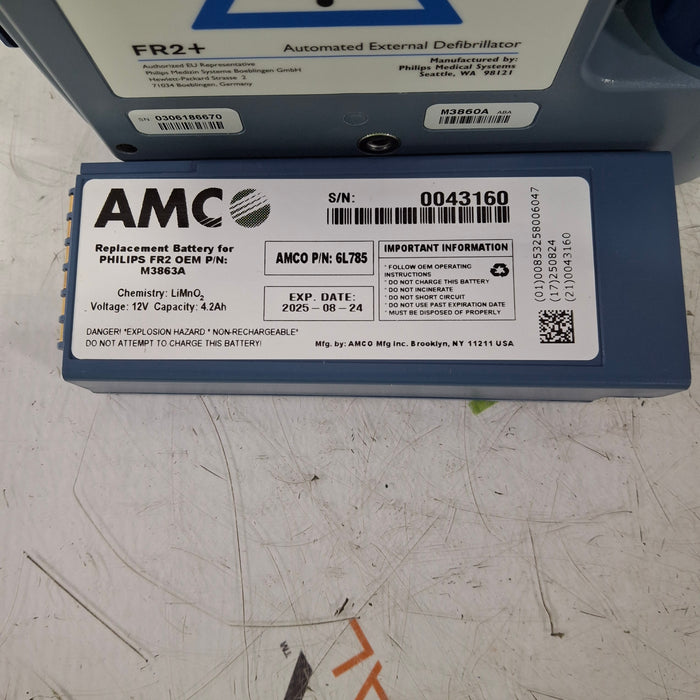 FR2+
Automated External Defibrillator
Authorized EU Representative
Philips Medizin Systeme Boeblingen GmbH
Hewlett-Packard Strasse 2
71034 Boeblingen, Germany
Manufactured by:
Philips Medical Systems
Seattle, WA 98121
SN 0306186670
M3860A ABA
AMCO
S/N: 0043160
Replacement Battery for
PHILIPS FR2 OEM P/N:
M3863A
Chemistry: LiMnO2
Voltage: 12V Capacity: 4.2Ah
AMCO P/N: 6L785
EXP. DATE:
2025-08-24
IMPORTANT INFORMATION
* FOLLOW OEM OPERATING
INSTRUCTIONS
* DO NOT CHARGE THIS BATTERY
* DO NOT INCINERATE
* DO NOT SHORT CIRCUIT
* DO NOT USE PAST EXPIRATION DATE
* MUST BE DISPOSED OF PROPERLY
DANGER! *EXPLOSION HAZARD * NON-RECHARGEABLE*
DO NOT ATTEMPT TO CHARGE THIS BATTERY!
Mfg. by: AMCO Mfg Inc. Brooklyn, NY 11211 USA
(01)00853258006047
(17)250824
(21)0043160
TM